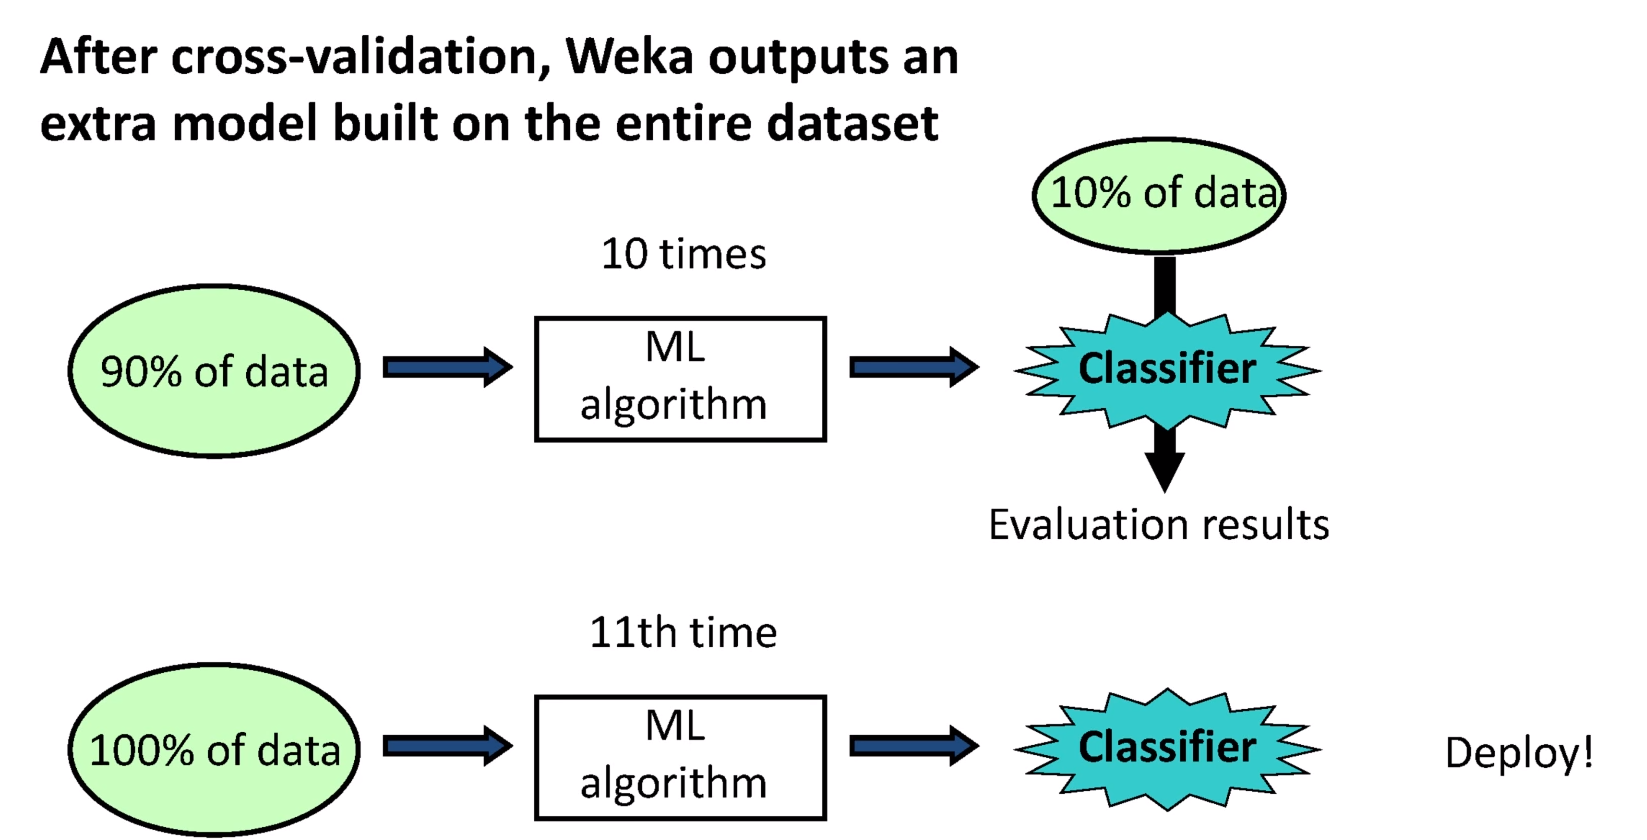 After cross-validation, Weka outputs an
extra model built on the entire dataset
10% of data
10 times
90% of data
ML
algorithm
Classifier
Evaluation results
11th time
100% of data
ML
algorithm
Classifier
Deploy!